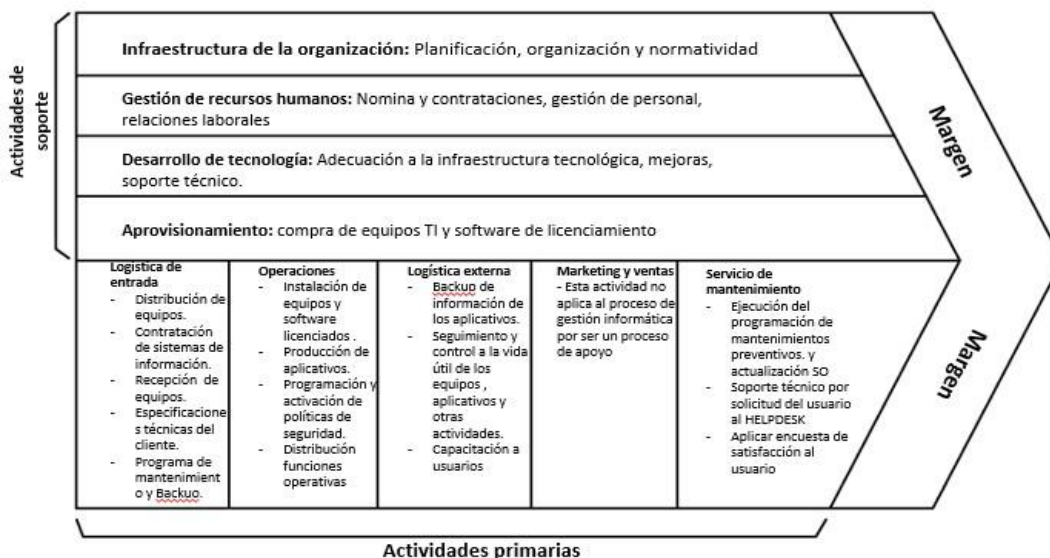 Actividades de
soporte
Infraestructura de la organización: Planificación, organización y normatividad
Gestión de recursos humanos: Nomina y contrataciones, gestión de personal,
relaciones laborales
Desarrollo de tecnología: Adecuación a la infraestructura tecnológica, mejoras,
soporte técnico.
Aprovisionamiento: compra de equipos TI y software de licenciamiento
Margen
Logística de
entrada
- Distribución de
equipos.
- Contratación
de sistemas de
información.
- Recepción de
equipos.
- Especificacione
s técnicas del
cliente.
- Programa de
mantenimient
o y Backuo.
Operaciones
- Instalación de
equipos y
software
licenciados .
- Producción de
aplicativos.
- Programación y
activación de
políticas de
seguridad.
- Distribución
funciones
operativas
Logística externa
- Backuo de
información de
los aplicativos.
- Seguimiento y
control a la vida
útil de los
equipos ,
aplicativos y
otras
actividades.
- Capacitación a
usuarios
Marketing y ventas
- Esta actividad no
aplica al proceso de
gestión informática
por ser un proceso
de apoyo
Servicio de
mantenimiento
- Ejecución del
programación de
mantenimientos
preventivos. y
actualización SO
- Soporte técnico por
solicitud del usuario
al HELPDESK
- Aplicar encuesta de
satisfacción al
usuario
Margen
Actividades primarias